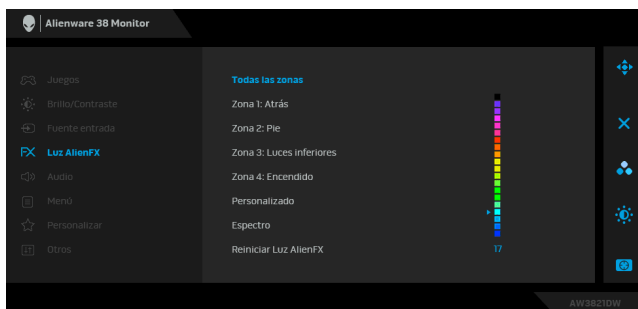 Alienware 38 Monitor
Juegos
Brillo/Contraste
Fuente entrada
Luz AlienFX
Audio
Menú
Personalizar
Otros
Todas las zonas
Zona 1: Atrás
Zona 2: Pie
Zona 3: Luces inferiores
Zona 4: Encendido
Personalizado
Espectro
Reiniciar Luz AlienFX
17
AW3821DW